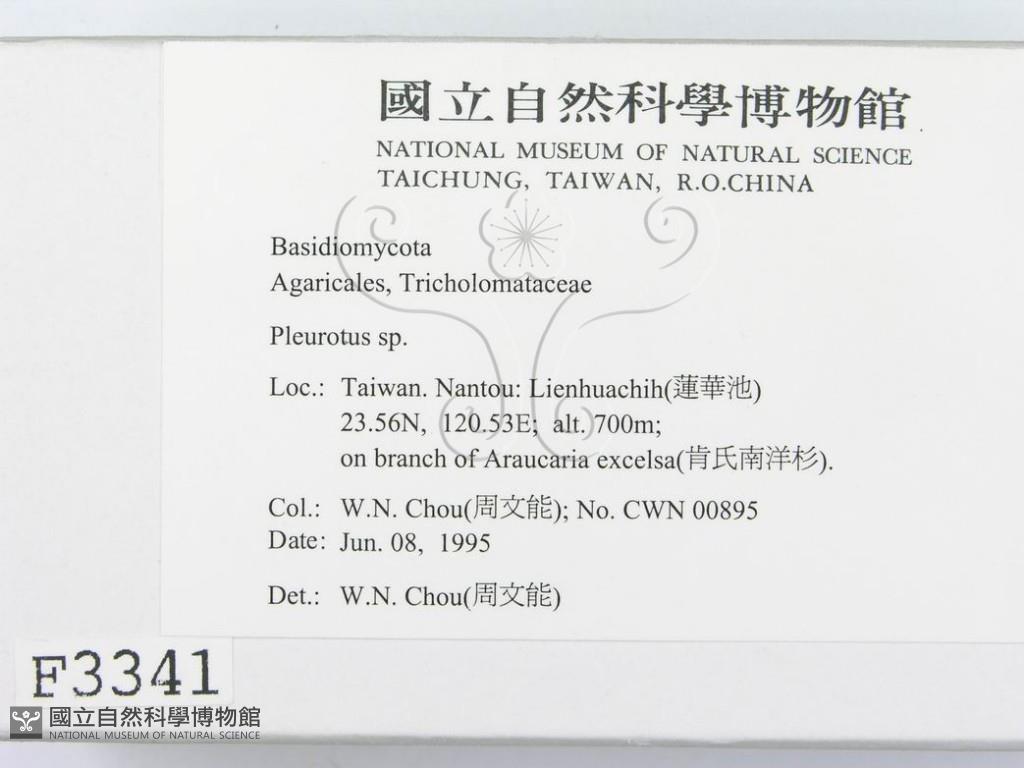 國立自然科學博物館
NATIONAL MUSEUM OF NATURAL SCIENCE
TAICHUNG, TAIWAN, R.O.CHINA
Basidiomycota
Agaricales, Tricholomataceae
Pleurotus sp.
Loc.: Taiwan. Nantou: Lienhuachih(蓮華池)
23.56N, 120.53E; alt. 700m;
on branch of Araucaria excelsa(肯氏南洋杉).
Col.: W.N. Chou(周文能); No. CWN 00895
Date: Jun. 08, 1995
Det.: W.N. Chou(周文能)
F3341
國立自然科學博物館
NATIONAL MUSEUM OF NATURAL SCIENCE